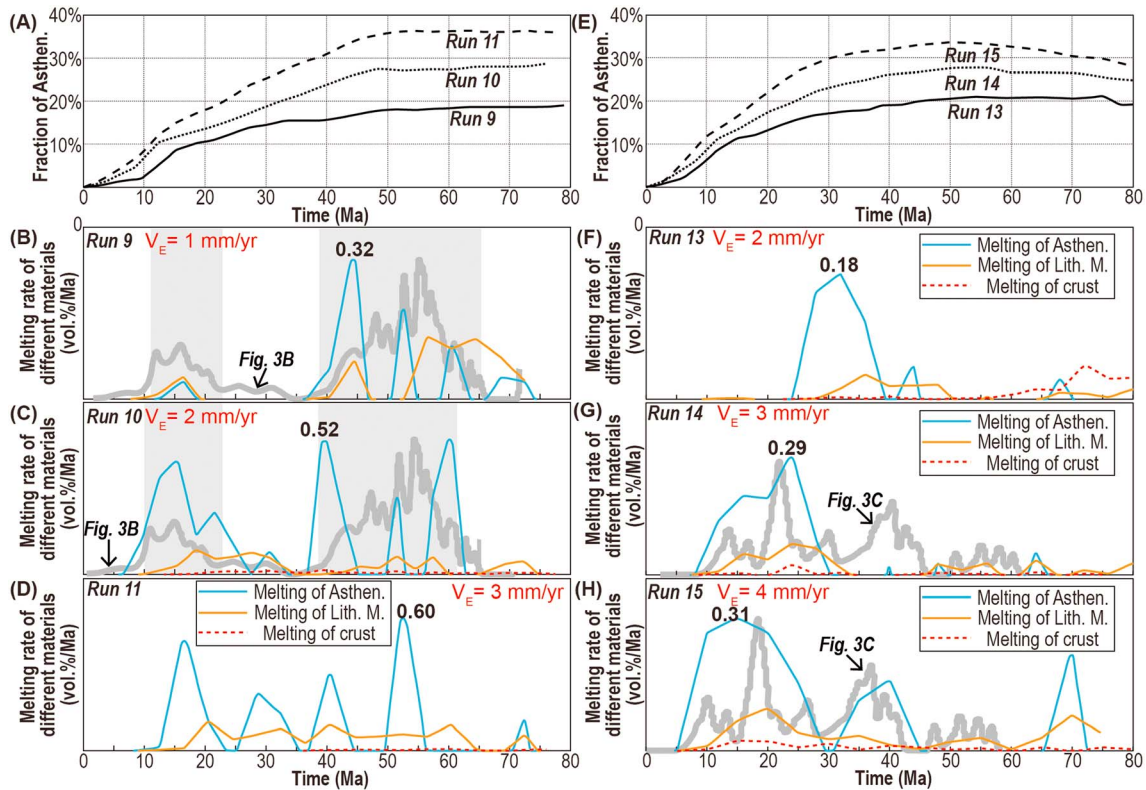 (A)
Fraction of Asthen.
40%
30%
20%
10%
0
Run 11
Run 10
Run 9
0 10 20 30 40 50 60 70 80
Time (Ma)
(B)
Run 9
V_E= 1 mm/yr
Melting rate of
different materials
(vol.%/Ma)
0
0.32
Fig. 3B
(C)
Run 10
V_E= 2 mm/yr
Melting rate of
different materials
(vol.%/Ma)
0.52
Fig. 3B
(D)
Run 11
V_E= 3 mm/yr
Melting rate of
different materials
(vol.%/Ma)
Melting of Asthen.
Melting of Lith. M.
Melting of crust
0.60
0 10 20 30 40 50 60 70 80
Time (Ma)
(E)
Fraction of Asthen.
40%
30%
20%
10%
0
Run 15
Run 14
Run 13
0 10 20 30 40 50 60 70 80
Time (Ma)
(F)
Run 13
V_E= 2 mm/yr
Melting rate of
different materials
(vol.%/Ma)
0
0.18
Melting of Asthen.
Melting of Lith. M.
Melting of crust
(G)
Run 14
V_E= 3 mm/yr
Melting rate of
different materials
(vol.%/Ma)
0.29
Fig. 3C
Melting of Asthen.
Melting of Lith. M.
Melting of crust
(H)
Run 15
V_E= 4 mm/yr
Melting rate of
different materials
(vol.%/Ma)
0.31
Fig. 3C
Melting of Asthen.
Melting of Lith. M.
Melting of crust
0 10 20 30 40 50 60 70 80
Time (Ma)